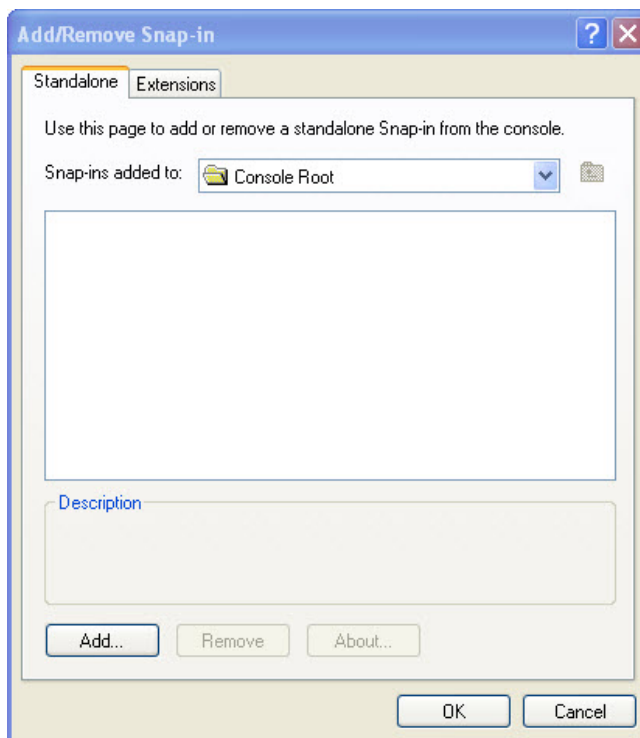 Add/Remove Snap-in
Standalone Extensions
Use this page to add or remove a standalone Snap-in from the console.
Snap-ins added to: Console Root
Description
Add... Remove About...
OK Cancel